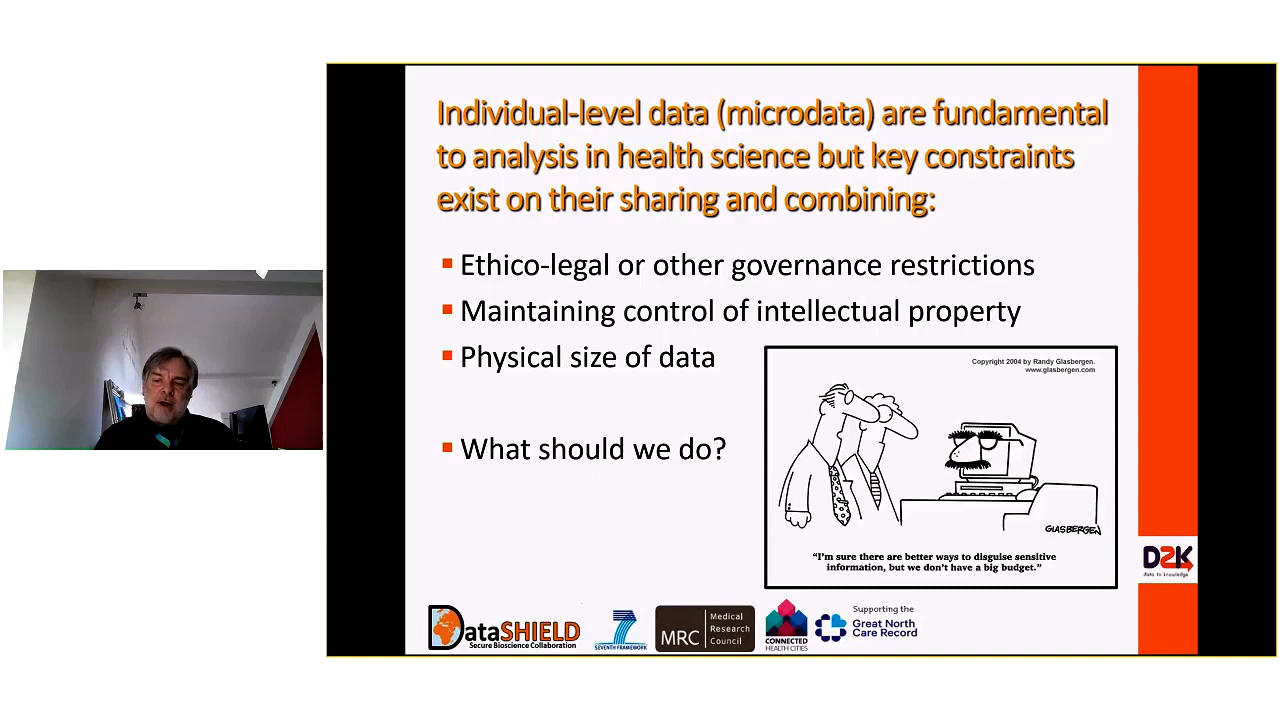 Individual-level data (microdata) are fundamental
to analysis in health science but key constraints
exist on their sharing and combining:
▪ Ethico-legal or other governance restrictions
▪ Maintaining control of intellectual property
▪ Physical size of data
▪ What should we do?
Copyright 2004 by Randy Glasbergen.
www.glasbergen.com
GLASBERGEN
“I’m sure there are better ways to disguise sensitive
information, but we don’t have a big budget.”
D2K
data to knowledge
DataSHIELD
Secure Bioscience Collaboration
7
SEVENTH FRAMEWORK
MRC
Medical
Research
Council
CONNECTED
HEALTH CITIES
Supporting the
Great North
Care Record